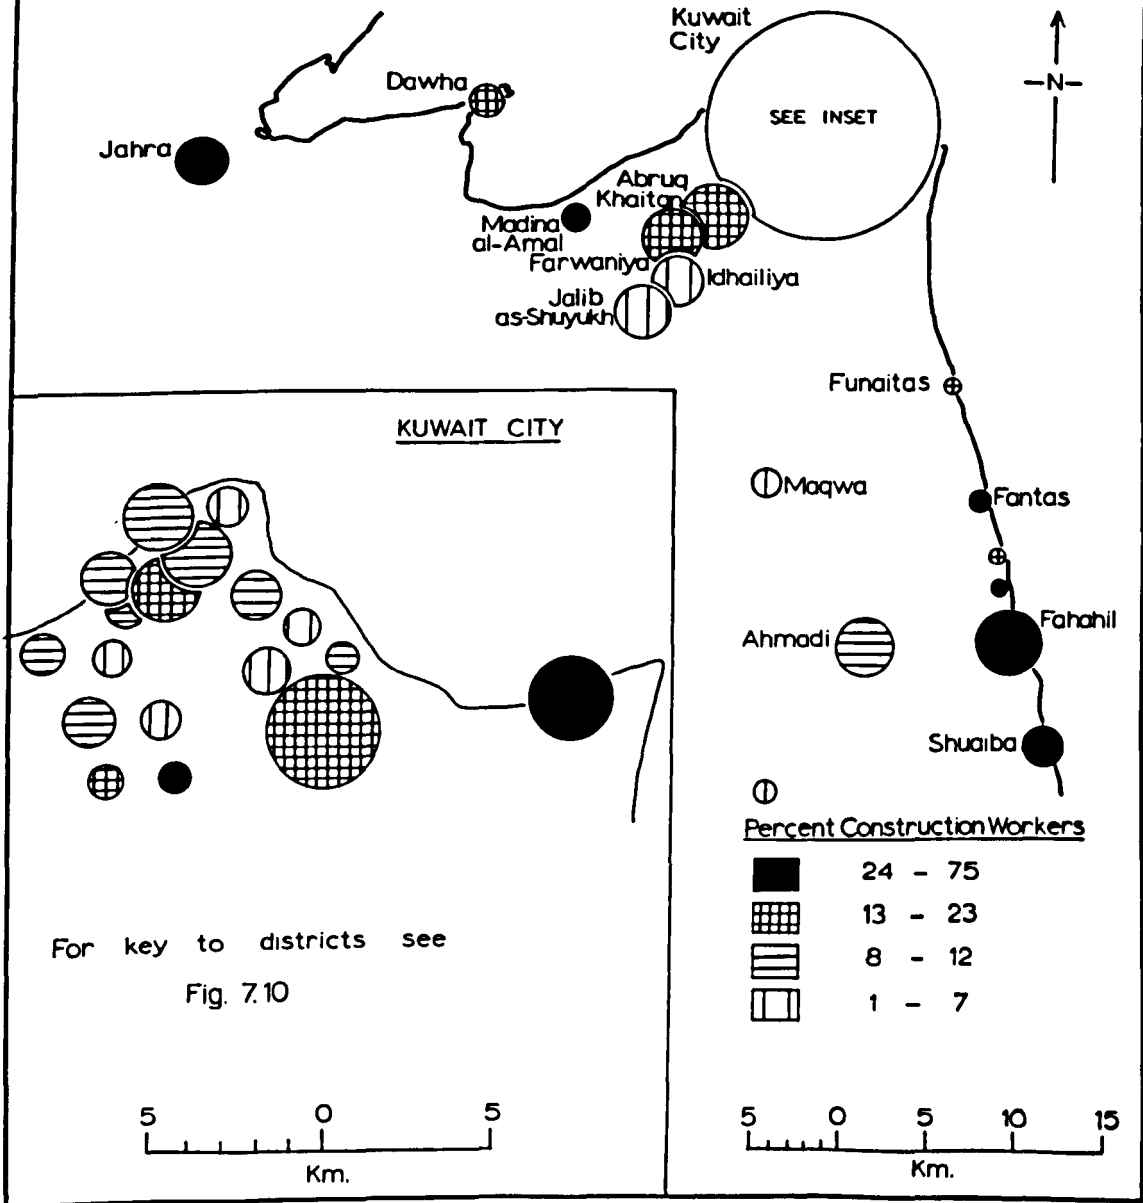 Kuwait
City
SEE INSET
-N-
Dawha
Jahra
Abruq
Khaitan
Madina
al-Amal
Farwaniya
Idhailiya
Jalib
as-Shuyukh
Funaitas
Maqwa
Fantas
Ahmadi
Fahahil
Shuaiba
KUWAIT CITY
For key to districts see
Fig. 7.10
5 0 5
Km.
Percent Construction Workers
24 - 75
13 - 23
8 - 12
1 - 7
5 0 5 10 15
Km.